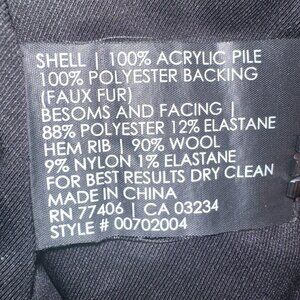 SHELL | 100% ACRYLIC PILE
100% POLYESTER BACKING
(FAUX FUR)
BESOMS AND FACING |
88% POLYESTER 12% ELASTANE
HEM RIB | 90% WOOL
9% NYLON 1% ELASTANE
FOR BEST RESULTS DRY CLEAN
MADE IN CHINA
RN 77406 | CA 03234
STYLE # 00702004